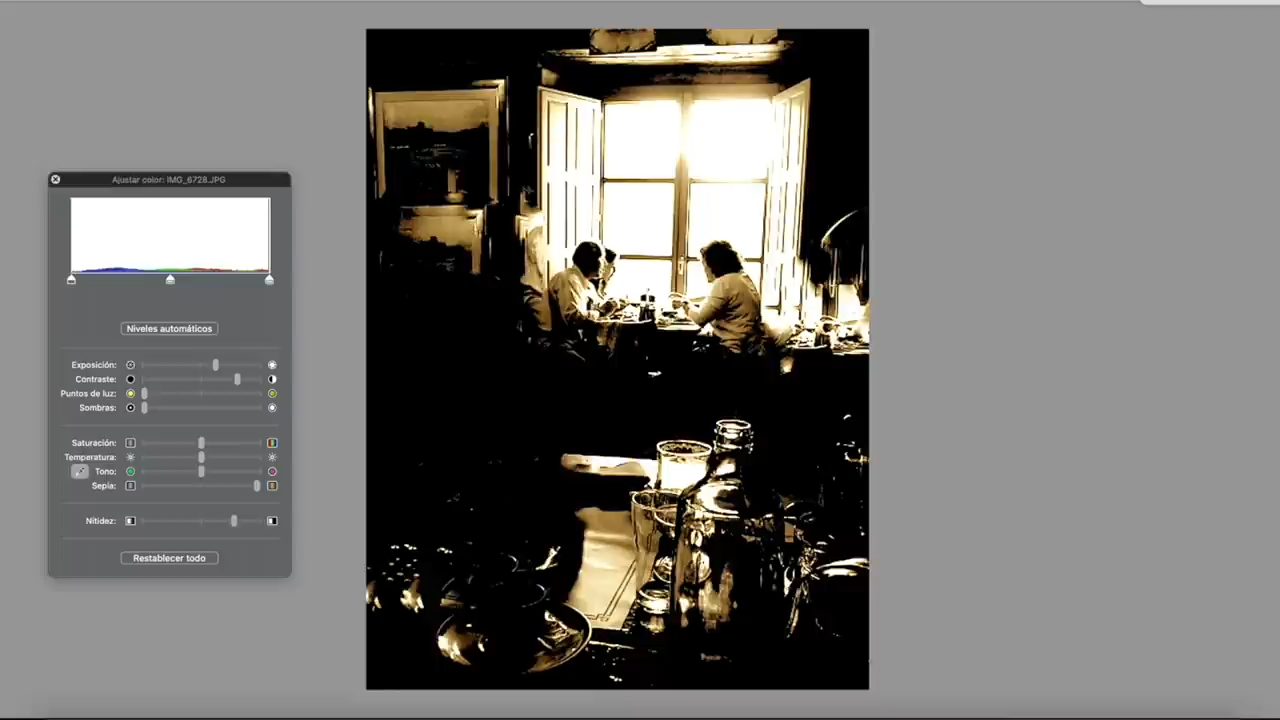 Ajustar color: IMG_6728.JPG
Niveles automáticos
Exposición:
Contraste:
Puntos de luz:
Sombras:
Saturación:
Temperatura:
Tono:
Sepia:
Nitidez:
Restablecer todo